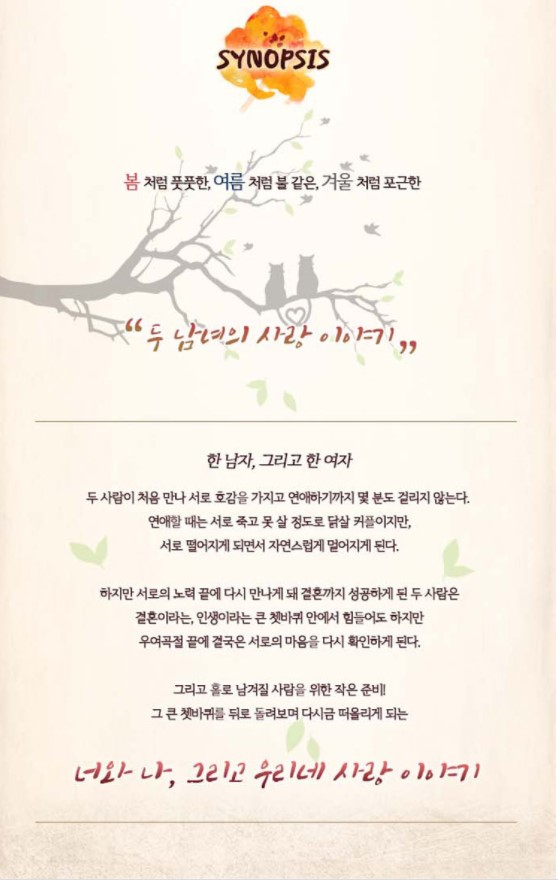 SYNOPSIS
봄 처럼 풋풋한, 여름 처럼 불 같은, 겨울 처럼 포근한
“두 남녀의 사랑 이야기„
한 남자, 그리고 한 여자
두 사람이 처음 만나 서로 호감을 가지고 연애하기까지 몇 분도 걸리지 않는다.
연애할 때는 서로 죽고 못 살 정도로 닭살 커플이지만,
서로 떨어지게 되면서 자연스럽게 멀어지게 된다.
하지만 서로의 노력 끝에 다시 만나게 돼 결혼까지 성공하게 된 두 사람은
결혼이라는, 인생이라는 큰 쳇바퀴 안에서 힘들어도 하지만
우여곡절 끝에 결국은 서로의 마음을 다시 확인하게 된다.
그리고 홀로 남겨질 사람을 위한 작은 준비!
그 큰 쳇바퀴를 뒤로 돌려보며 다시금 떠올리게 되는
너와 나, 그리고 우리네 사랑 이야기